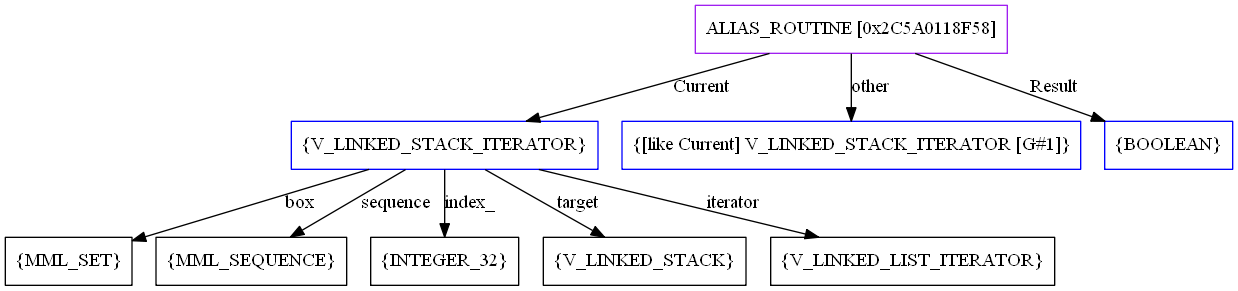 ALIAS_ROUTINE [0x2C5A0118F58]
Current
other
Result
{V_LINKED_STACK_ITERATOR}
{[like Current] V_LINKED_STACK_ITERATOR [G#1]}
{BOOLEAN}
box
sequence
index_
target
iterator
{MML_SET}
{MML_SEQUENCE}
{INTEGER_32}
{V_LINKED_STACK}
{V_LINKED_LIST_ITERATOR}